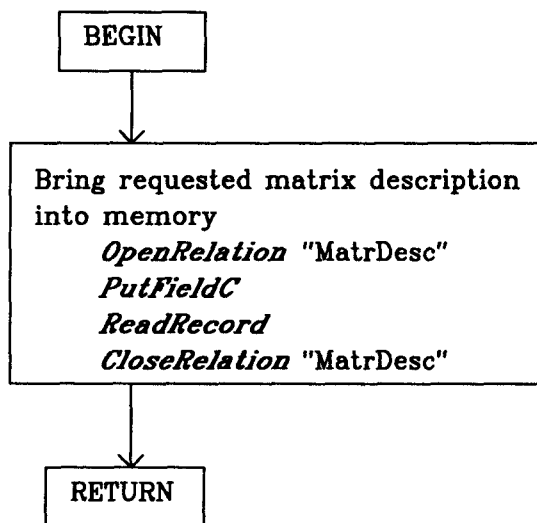 BEGIN
Bring requested matrix description
into memory
OpenRelation "MatrDesc"
PutFieldC
ReadRecord
CloseRelation "MatrDesc"
RETURN